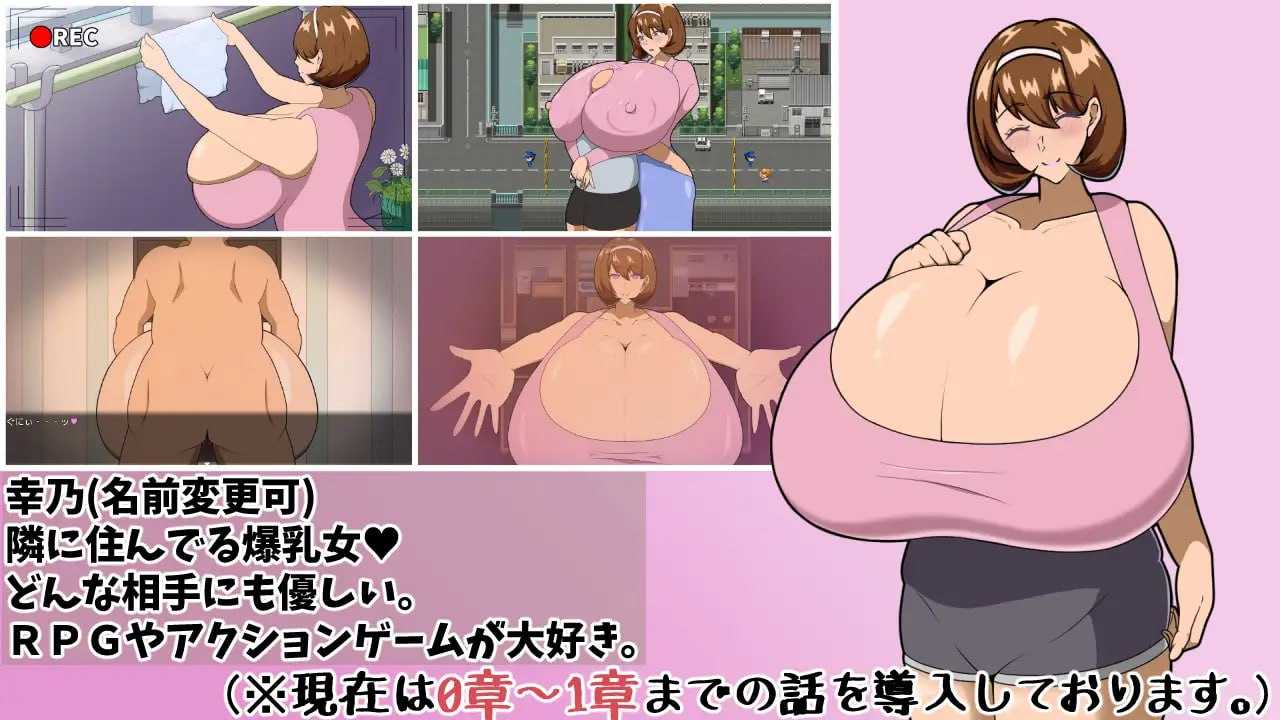 REC
ぐにぃ・・・ッ♥
幸乃(名前変更可)
隣に住んでる爆乳女♥
どんな相手にも優しい。
ＲＰＧやアクションゲームが大好き。
(※現在は0章～1章までの話を導入しております。)